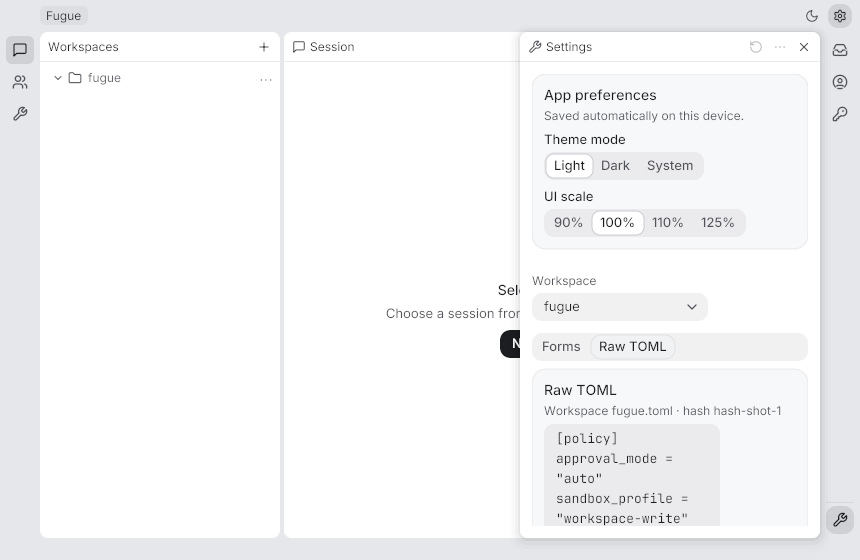 Fugue
Workspaces
fugue
Session
Choose a session
Settings
App preferences
Saved automatically on this device.
Theme mode
Light Dark System
UI scale
90% 100% 110% 125%
Workspace
fugue
Forms Raw TOML
Raw TOML
Workspace fugue.toml · hash hash-shot-1
[policy]
approval_mode =
"auto"
sandbox_profile =
"workspace-write"